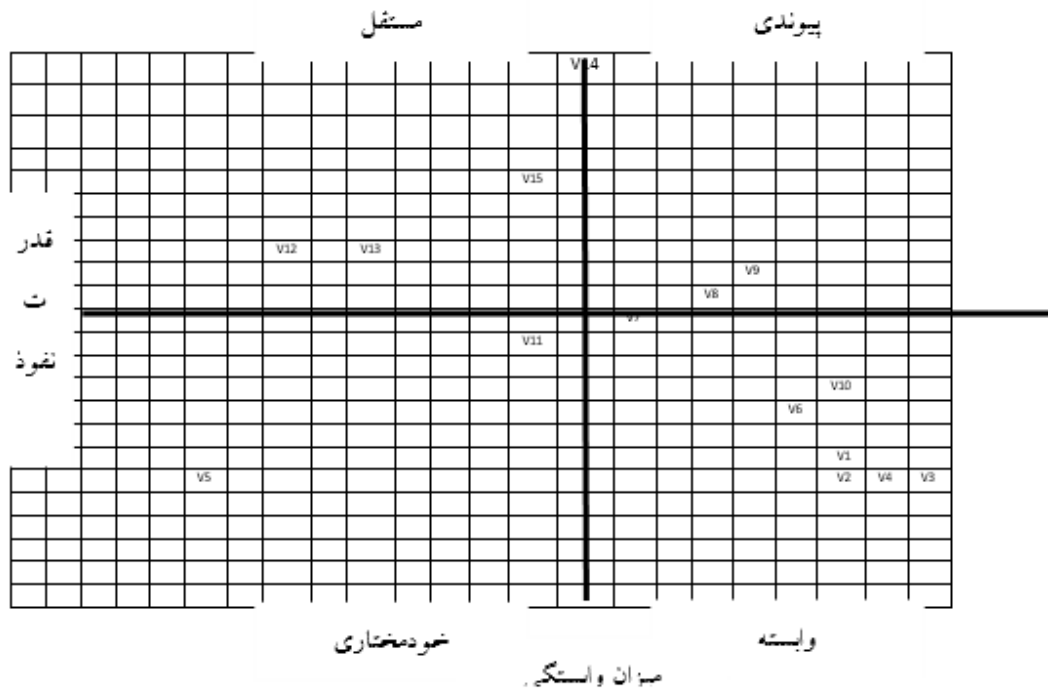 پیوندی مستقل
V14
V15
قدر
V12 V13
V9
ت
V8
V7
نفوذ
V11
V10
V6
V1
V5 V2 V4 V3
وابسته خودمختاری
میزان وابستگی